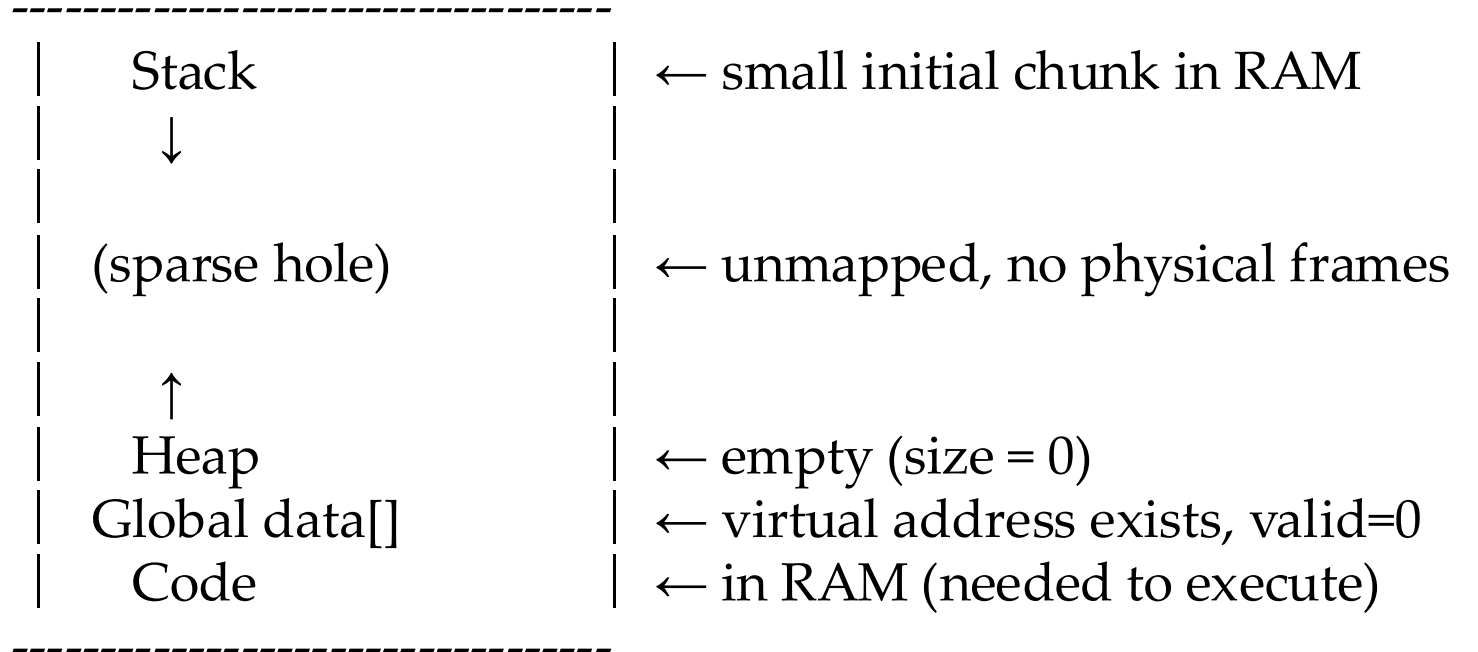 ----------------------------------
| Stack | ← small initial chunk in RAM
| ↓ |
| |
| (sparse hole) | ← unmapped, no physical frames
| |
| ↑ |
| Heap | ← empty (size = 0)
| Global data[] | ← virtual address exists, valid=0
| Code | ← in RAM (needed to execute)
----------------------------------